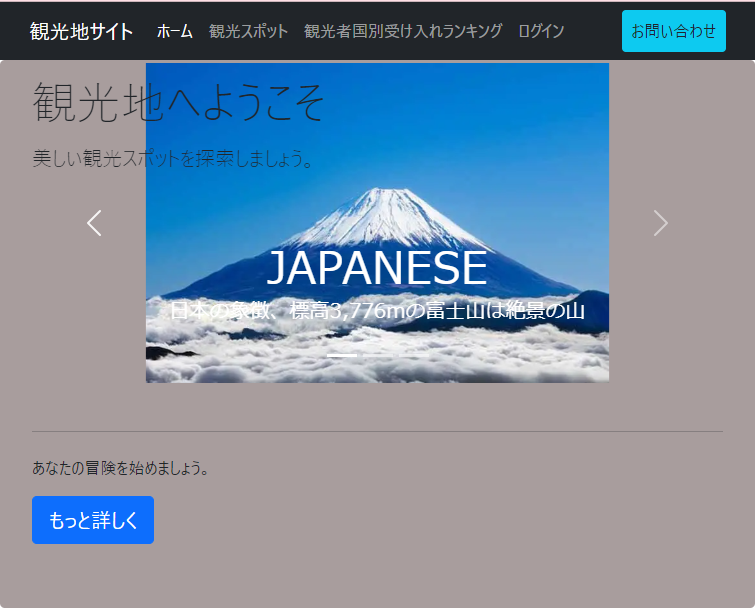 観光地サイト ホーム 観光スポット 観光者国別受け入れランキング ログイン お問い合わせ
観光地へようこそ
美しい観光スポットを探索しましょう。
JAPANESE
日本の象徴、標高3,776mの富士山は絶景の山
あなたの冒険を始めましょう。
もっと詳しく